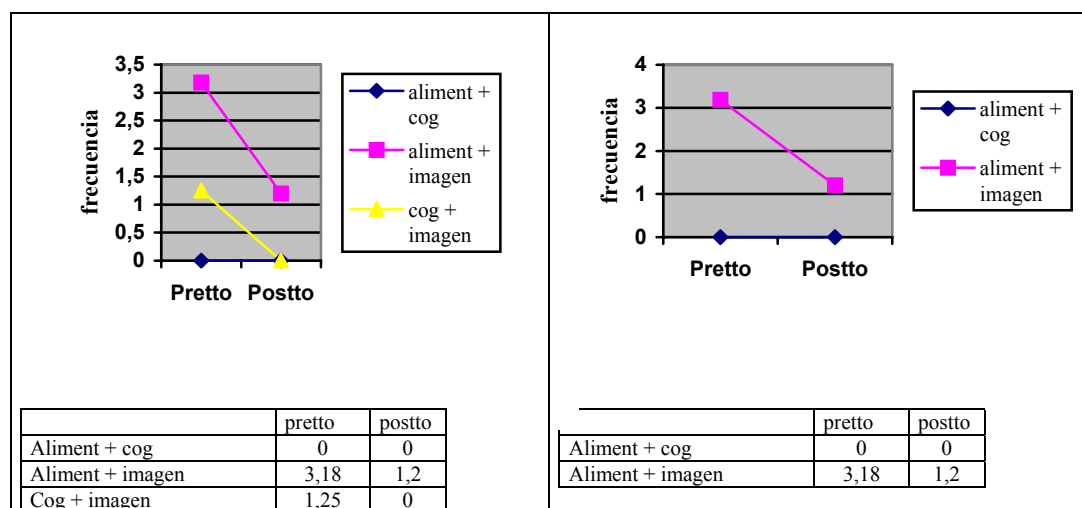 3,5
3
2,5
2
1,5
1
0,5
0
frecuencia
Pretto Postto
aliment +
cog
aliment +
imagen
cog +
imagen
pretto postto
Aliment + cog 0 0
Aliment + imagen 3,18 1,2
Cog + imagen 1,25 0
4
3
2
1
0
frecuencia
Pretto Postto
aliment +
cog
aliment +
imagen
pretto postto
Aliment + cog 0 0
Aliment + imagen 3,18 1,2